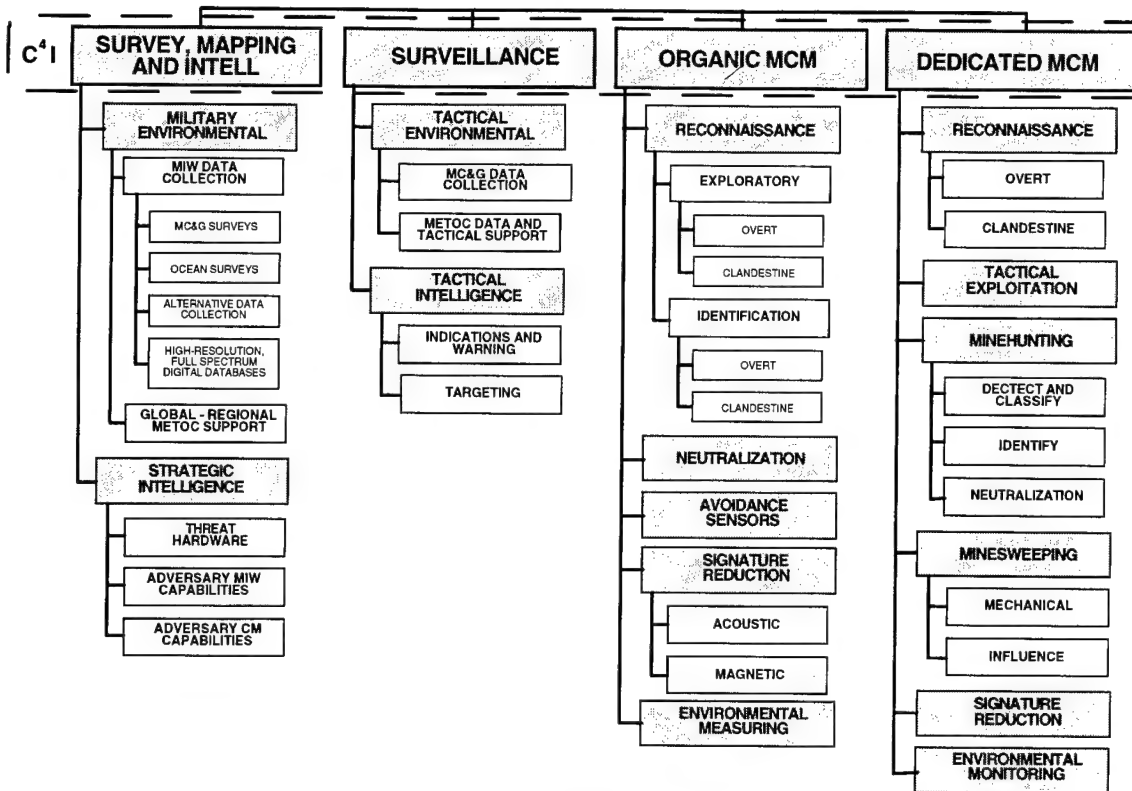 C⁴I
SURVEY, MAPPING
AND INTELL
MILITARY
ENVIRONMENTAL
MIW DATA
COLLECTION
MC&G SURVEYS
OCEAN SURVEYS
ALTERNATIVE DATA
COLLECTION
HIGH-RESOLUTION,
FULL SPECTRUM
DIGITAL DATABASES
GLOBAL - REGIONAL
METOC SUPPORT
STRATEGIC
INTELLIGENCE
THREAT
HARDWARE
ADVERSARY MIW
CAPABILITIES
ADVERSARY CM
CAPABILITIES
SURVEILLANCE
TACTICAL
ENVIRONMENTAL
MC&G DATA
COLLECTION
METOC DATA AND
TACTICAL SUPPORT
TACTICAL
INTELLIGENCE
INDICATIONS AND
WARNING
TARGETING
ORGANIC MCM
RECONNAISSANCE
EXPLORATORY
OVERT
CLANDESTINE
IDENTIFICATION
OVERT
CLANDESTINE
NEUTRALIZATION
AVOIDANCE
SENSORS
SIGNATURE
REDUCTION
ACOUSTIC
MAGNETIC
ENVIRONMENTAL
MEASURING
DEDICATED MCM
RECONNAISSANCE
OVERT
CLANDESTINE
TACTICAL
EXPLOITATION
MINEHUNTING
DECTECT AND
CLASSIFY
IDENTIFY
NEUTRALIZATION
MINESWEEPING
MECHANICAL
INFLUENCE
SIGNATURE
REDUCTION
ENVIRONMENTAL
MONITORING